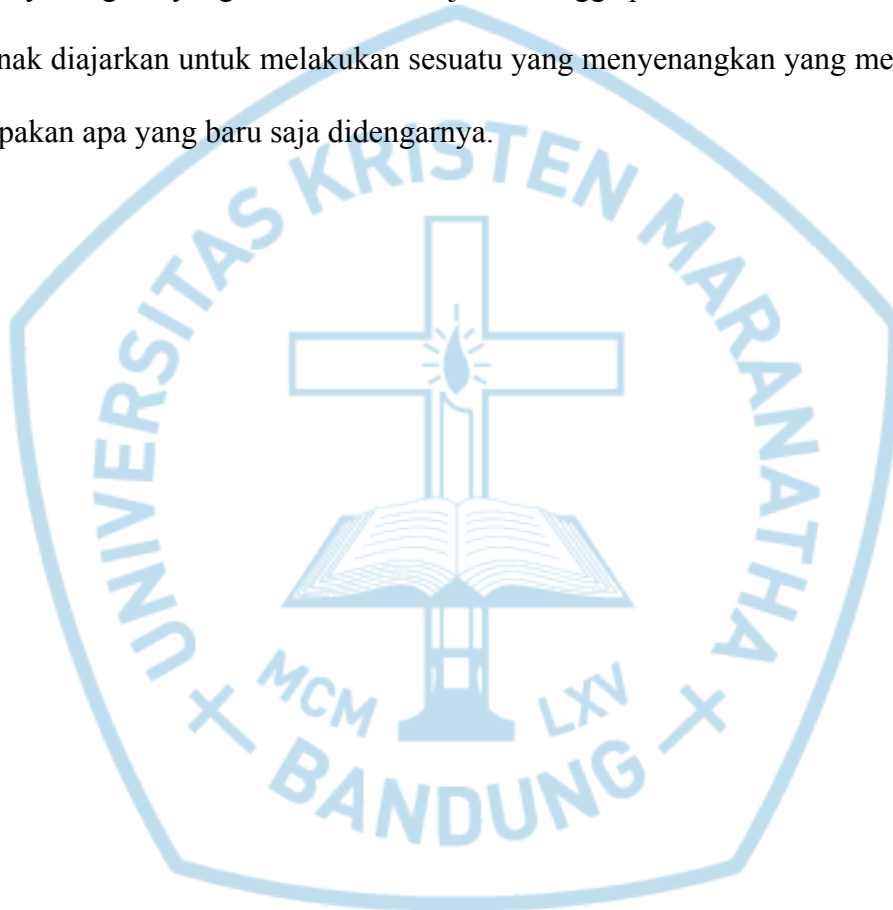 nak diajarkan untuk melakukan sesuatu yang menyenangkan yang me
pakan apa yang baru saja didengarnya.
UNIVERSITAS KRISTEN MARANATHA
MCM LXV
BANDUNG